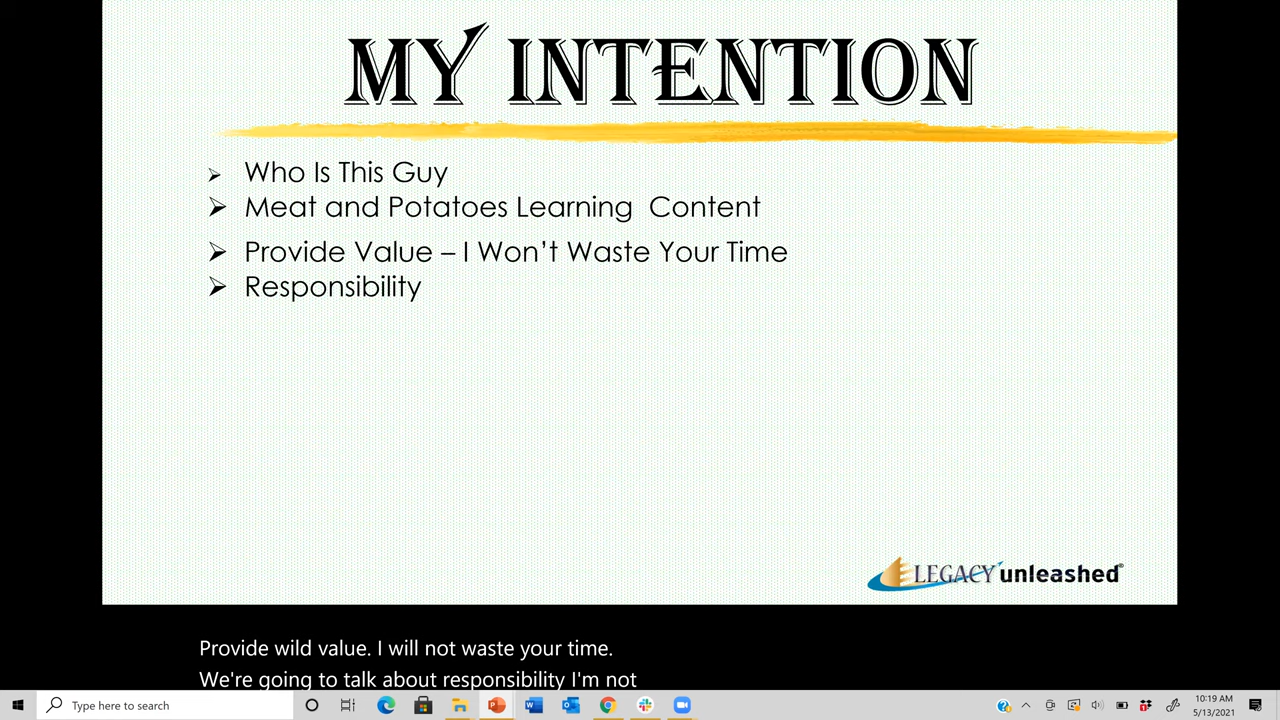 MY INTENTION
Who Is This Guy
Meat and Potatoes Learning Content
Provide Value – I Won’t Waste Your Time
Responsibility
LEGACY unleashed®
Provide wild value. I will not waste your time.
We're going to talk about responsibility I'm not
Type here to search
10:19 AM
5/13/2021